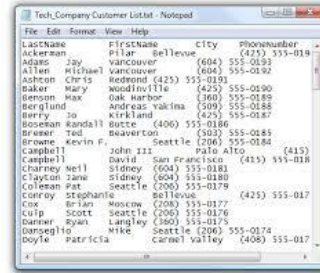 Tech_Company Customer List.txt - Notepad
File Edit Format View Help
LastName FirstName City PhoneNumber
Ackerman Pilar Bellevue (425) 555-019
Adams Jay Vancouver (604) 555-0193
Allen Michael Vancouver (604) 555-0192
Ashton Chris Redmond (425) 555-0191
Baker Mary Woodinville (425) 555-0190
Benson Max Oak Harbor (360) 555-0189
Berglund Andreas Yakima (509) 555-0188
Berry Jo Kirkland (425) 555-0187
Boseman Randall Butte (406) 555-0186
Bremer Ted Beaverton (503) 555-0185
Browne Kevin F. Seattle (206) 555-0184
Campbell John III Palo Alto (415)
Campbell David San Francisco (415) 555-018
Charney Neil Sidney (604) 555-0181
Clayton Jane Sidney (604) 555-0180
Coleman Pat Seattle (206) 555-0179
Conroy Stephanie Bellevue (425) 555-017
Cox Brian Moscow (208) 555-0177
Culp Scott Seattle (206) 555-0176
Danner Ryan Langley (360) 555-0175
Danseglio Mike Seattle (206) 555-0174
Doyle Patricia Carmel Valley (408) 555-017